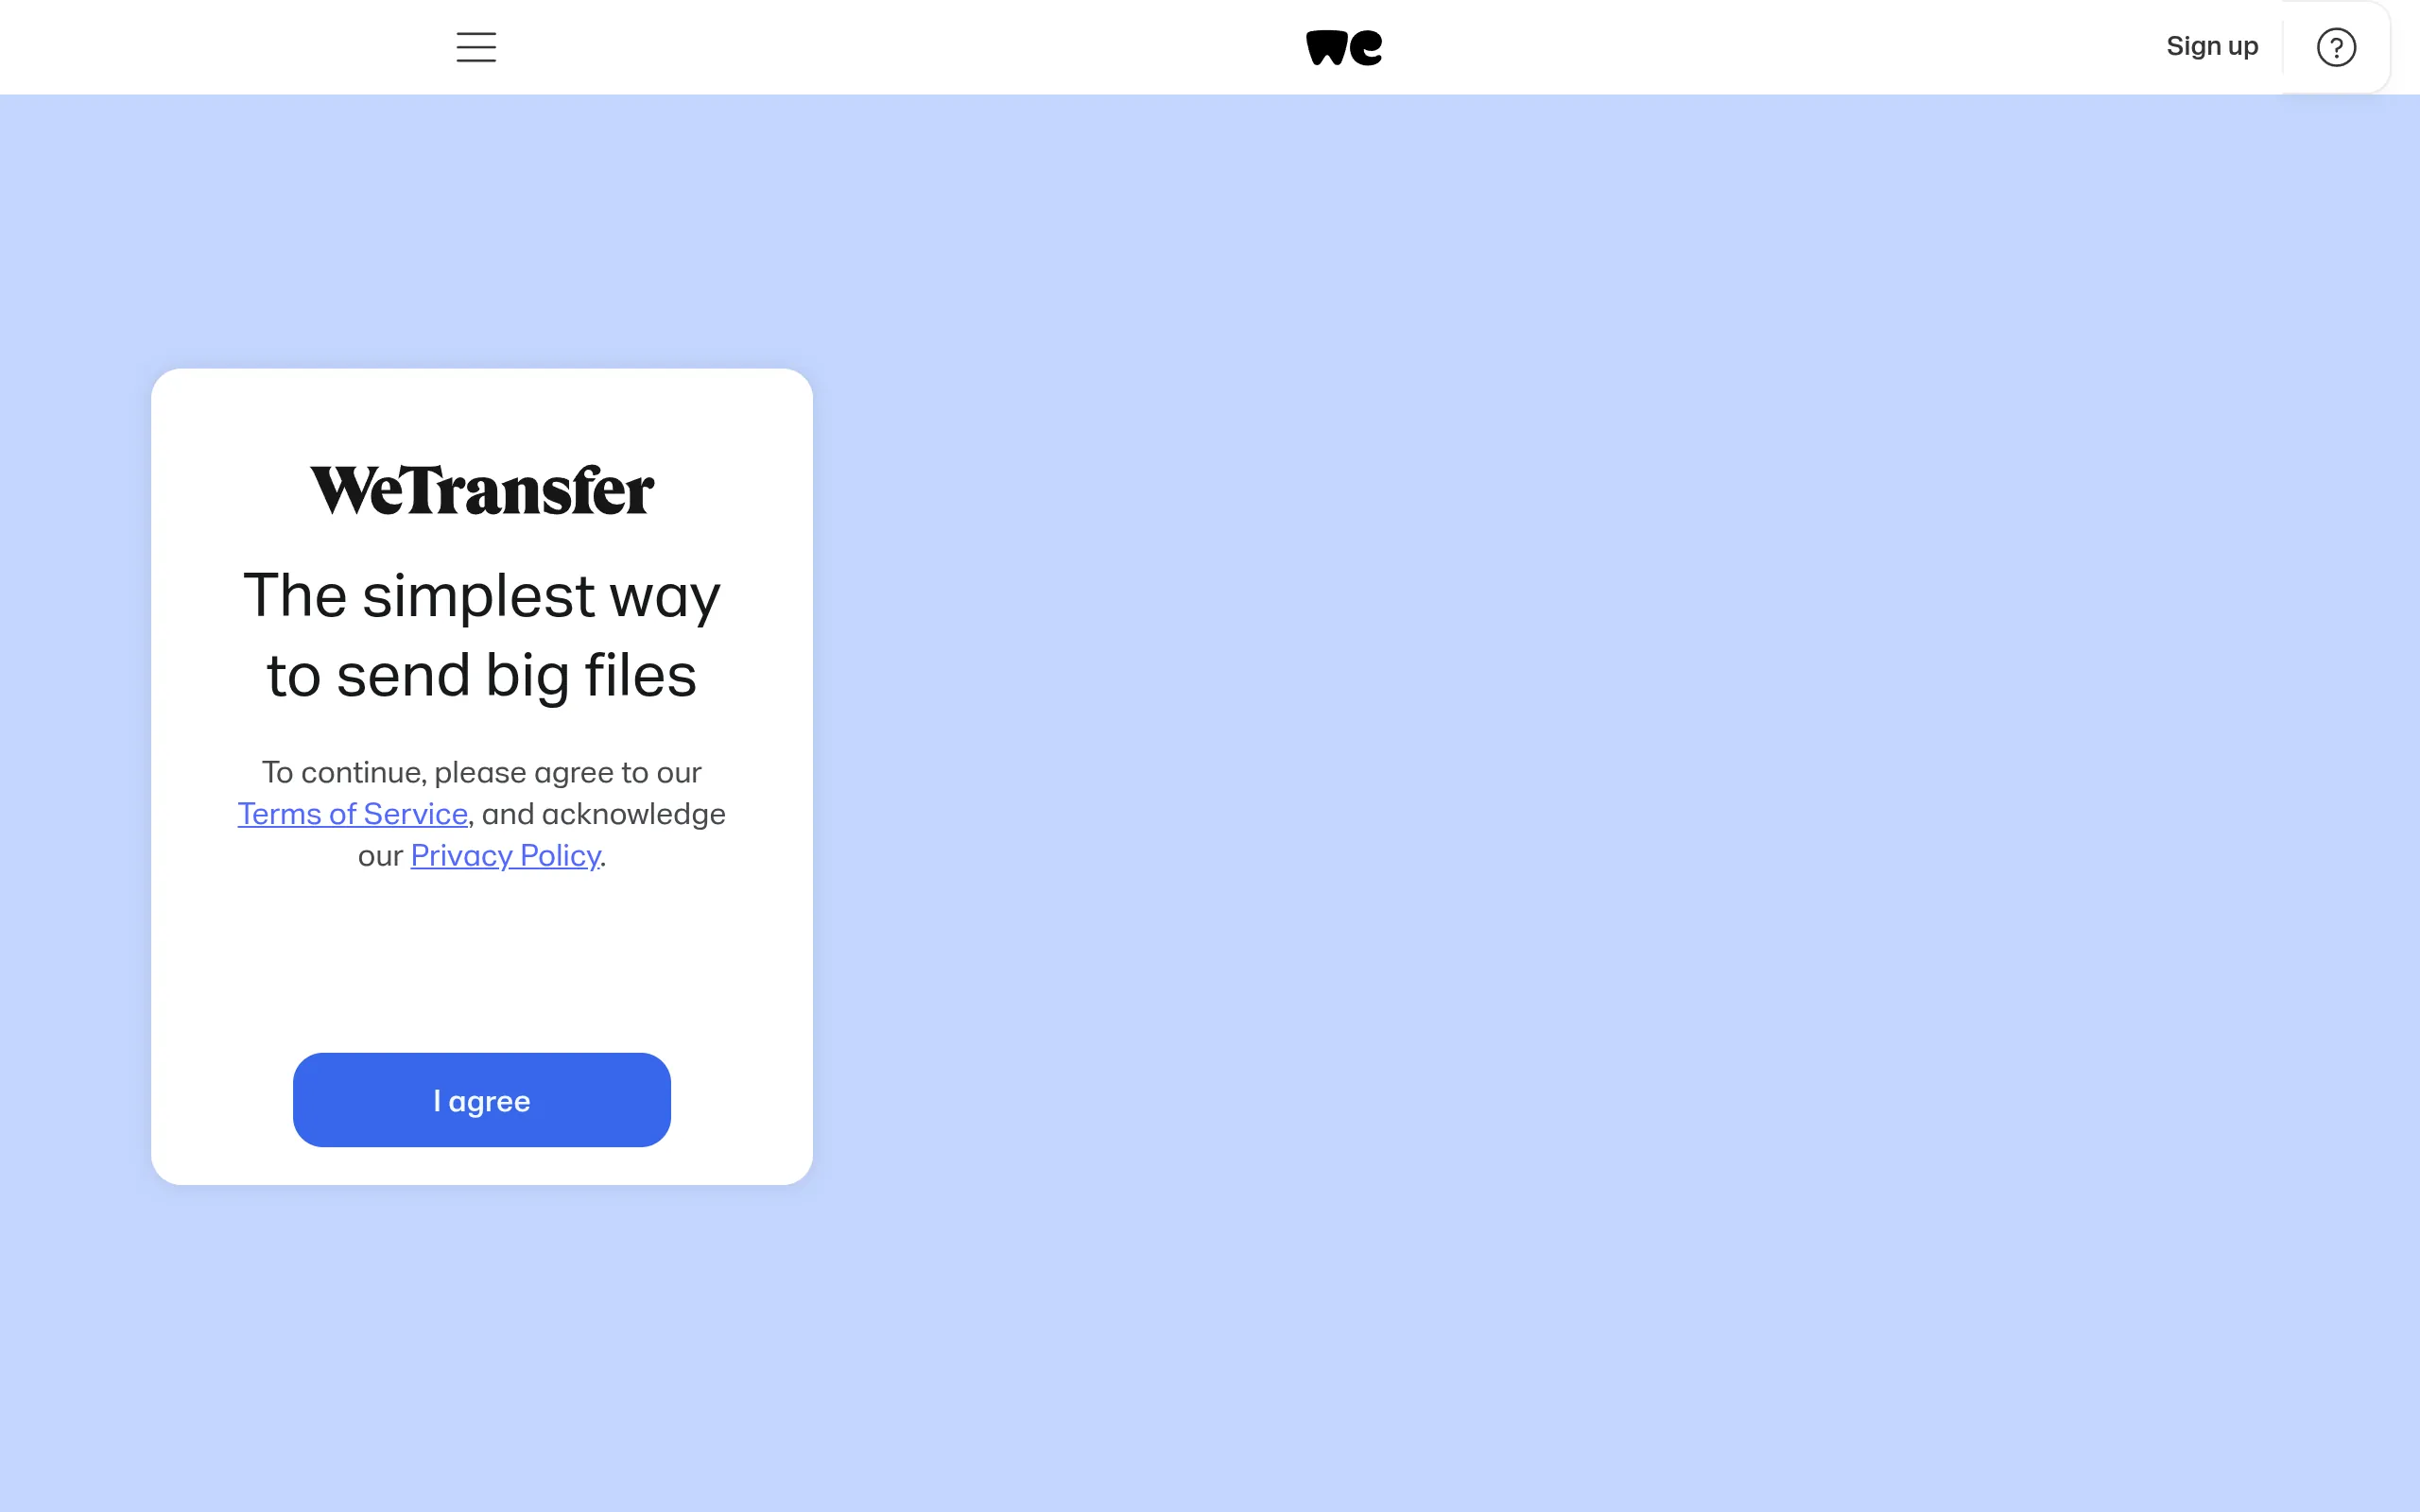 we
Sign up
?
WeTransfer
The simplest way
to send big files
To continue, please agree to our
Terms of Service, and acknowledge
our Privacy Policy.
I agree